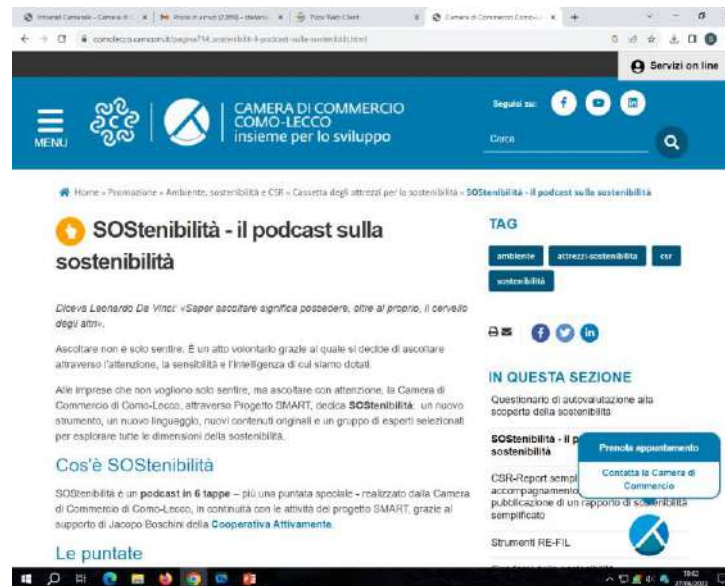 Intranet Camerale - Camera di C
Web Client
Camera di Commercio Como-L
Servizi on line
MENU
CAMERA DI COMMERCIO
COMO-LECCO
insieme per lo sviluppo
Seguici su:
Cerca
Home » Promozione » Ambiente, sostenibilità e CSR » Cassetta degli attrezzi per la sostenibilità » SOStenibilità - il podcast sulla sostenibilità
SOStenibilità - il podcast sulla
sostenibilità
Diceva Leonardo Da Vinci: «Saper ascoltare significa possedere, oltre al proprio, il cervello
degli altri».
Ascoltare non è solo sentire. È un atto volontario grazie al quale si decide di ascoltare
attraverso l'attenzione, la sensibilità e l'intelligenza di cui siamo dotati.
Alle imprese che non vogliono solo sentire, ma ascoltare con attenzione, la Camera di
Commercio di Como-Lecco, attraverso Progetto SMART, dedica SOStenibilità: un nuovo
strumento, un nuovo linguaggio, nuovi contenuti originali e un gruppo di esperti selezionati
per esplorare tutte le dimensioni della sostenibilità.
Cos'è SOStenibilità
SOStenibilità è un podcast in 6 tappe – più una puntata speciale - realizzato dalla Camera
di Commercio di Como-Lecco, in continuità con le attività del progetto SMART, grazie al
supporto di Jacopo Boschini della Cooperativa Attivamente.
Le puntate
TAG
ambiente
attrezzi-sostenibilita
csr
sostenibilità
IN QUESTA SEZIONE
Questionario di autovalutazione alla
scoperta della sostenibilità
SOStenibilità - il p
sostenibilità
CSR-Report sempl
accompagnamento
pubblicazione di un rapporto di sostenibilità
semplificato
Strumenti RE-FIL
Prenota appuntamento
Contatta la Camera di
Commercio